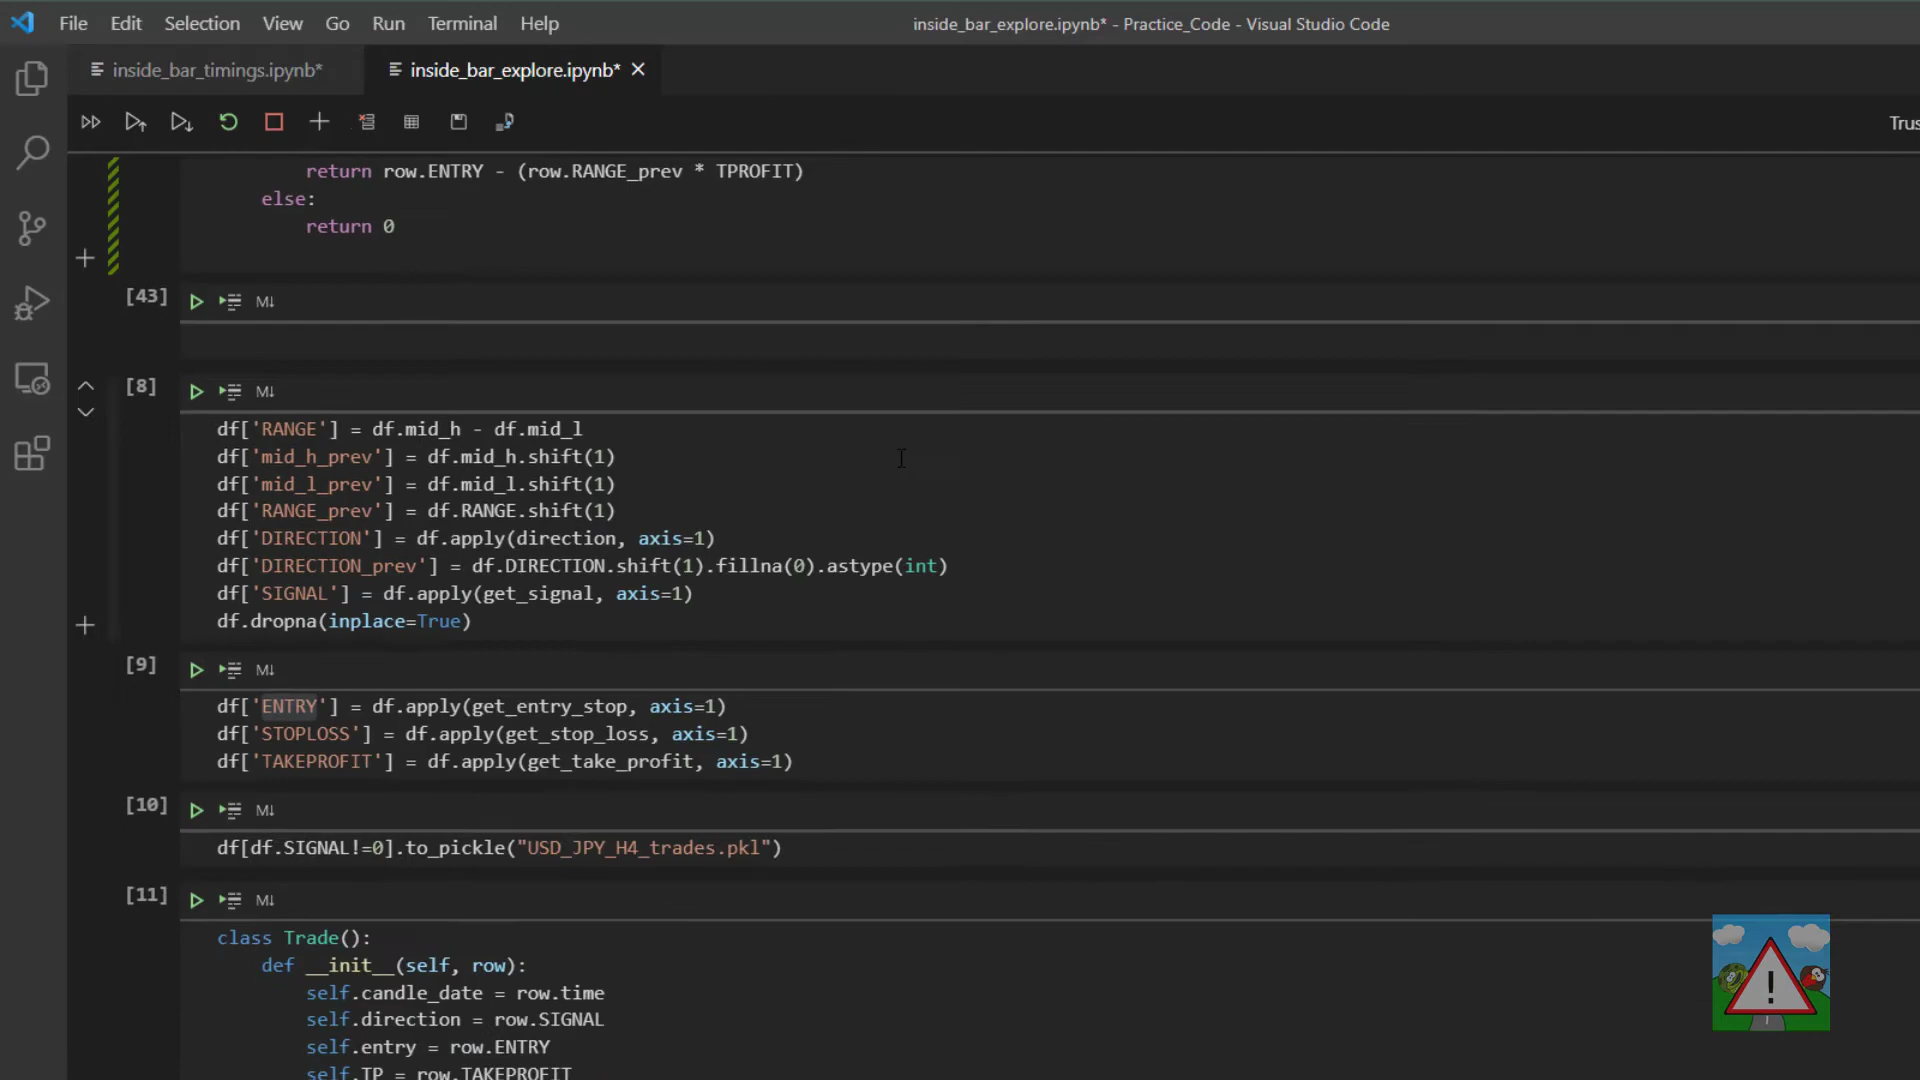 File Edit Selection View Go Run Terminal Help
inside_bar_explore.ipynb* - Practice_Code - Visual Studio Code
inside_bar_timings.ipynb*
inside_bar_explore.ipynb*
Trus
return row.ENTRY - (row.RANGE_prev * TPROFIT)
else:
return 0
[43]
M↓
[8]
M↓
df['RANGE'] = df.mid_h - df.mid_l
df['mid_h_prev'] = df.mid_h.shift(1)
df['mid_l_prev'] = df.mid_l.shift(1)
df['RANGE_prev'] = df.RANGE.shift(1)
df['DIRECTION'] = df.apply(direction, axis=1)
df['DIRECTION_prev'] = df.DIRECTION.shift(1).fillna(0).astype(int)
df['SIGNAL'] = df.apply(get_signal, axis=1)
df.dropna(inplace=True)
[9]
M↓
df['ENTRY'] = df.apply(get_entry_stop, axis=1)
df['STOPLOSS'] = df.apply(get_stop_loss, axis=1)
df['TAKEPROFIT'] = df.apply(get_take_profit, axis=1)
[10]
M↓
df[df.SIGNAL!=0].to_pickle("USD_JPY_H4_trades.pkl")
[11]
M↓
class Trade():
def __init__(self, row):
self.candle_date = row.time
self.direction = row.SIGNAL
self.entry = row.ENTRY
self.TP = row.TAKEPROFIT
!